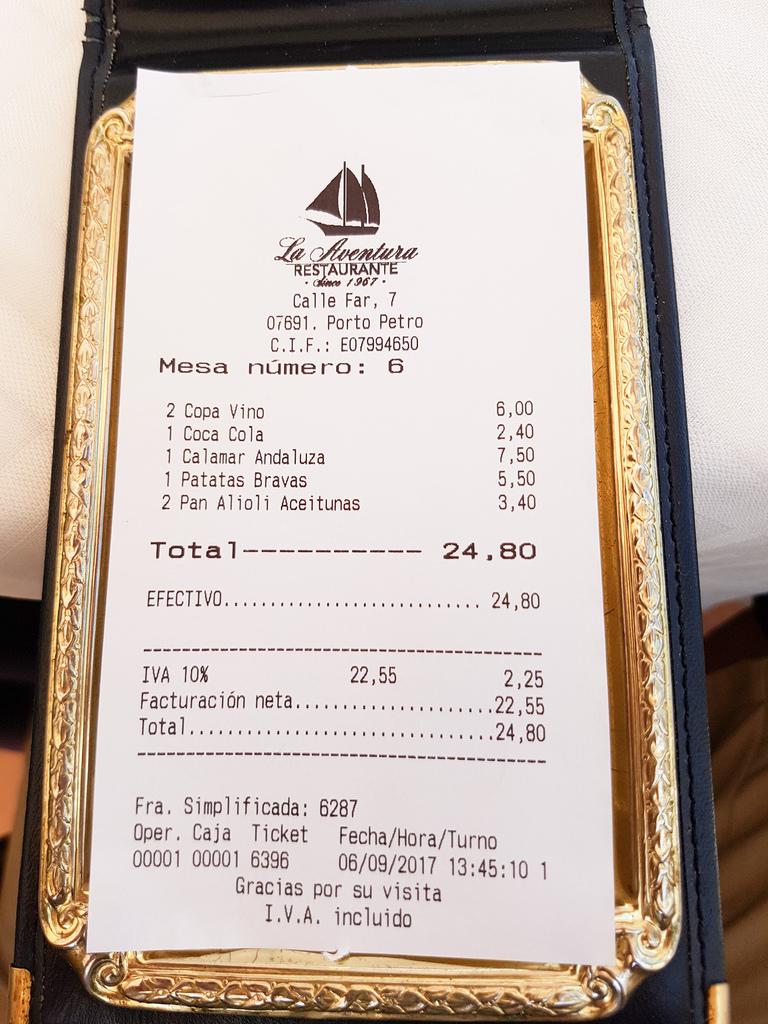 La Aventura
RESTAURANTE
· Since 1967 ·
Calle Far, 7
07691. Porto Petro
C.I.F.: E07994650
Mesa número: 6
2 Copa Vino 6,00
1 Coca Cola 2,40
1 Calamar Andaluza 7,50
1 Patatas Bravas 5,50
2 Pan Alioli Aceitunas 3,40
Total---------- 24,80
EFECTIVO............................ 24,80
IVA 10% 22,55 2,25
Facturación neta.....................22,55
Total................................24,80
Fra. Simplificada: 6287
Oper. Caja Ticket Fecha/Hora/Turno
00001 00001 6396 06/09/2017 13:45:10 1
Gracias por su visita
I.V.A. incluido